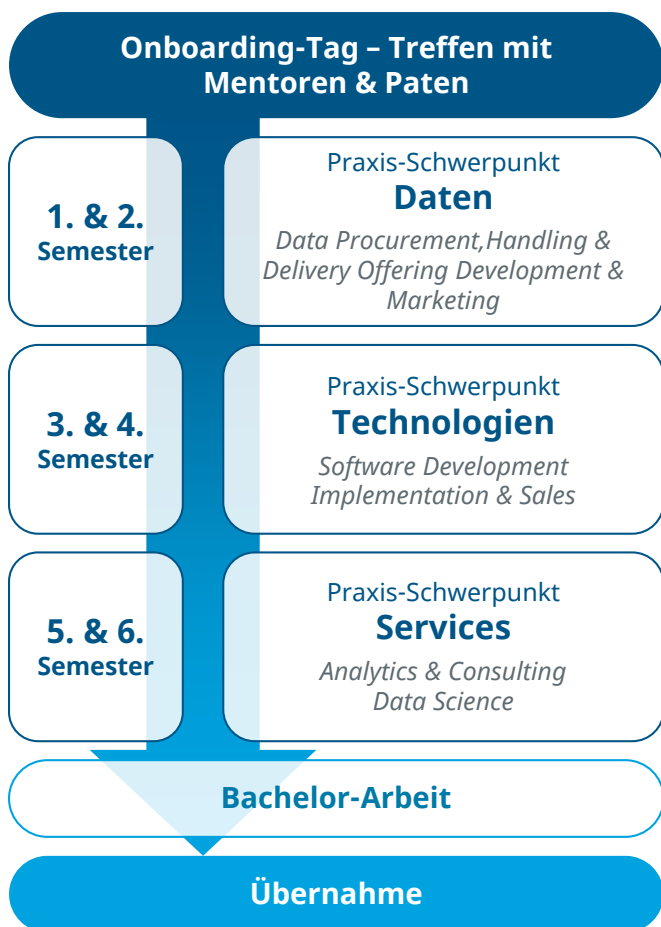 Onboarding-Tag – Treffen mit
Mentoren & Paten
1. & 2.
Semester
Praxis-Schwerpunkt
Daten
Data Procurement,Handling &
Delivery Offering Development &
Marketing
3. & 4.
Semester
Praxis-Schwerpunkt
Technologien
Software Development
Implementation & Sales
5. & 6.
Semester
Praxis-Schwerpunkt
Services
Analytics & Consulting
Data Science
Bachelor-Arbeit
Übernahme